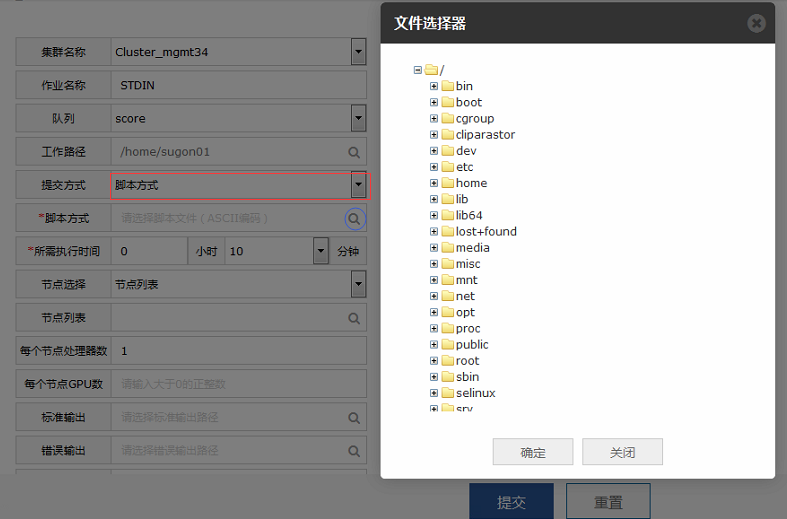 集群名称 Cluster_mgmt34
作业名称 STDIN
队列 score
工作路径 /home/sugon01
提交方式 脚本方式
*脚本方式 请选择脚本文件（ASCII编码）
*所需执行时间 0 小时 10 分钟
节点选择 节点列表
节点列表
每个节点处理器数 1
每个节点GPU数 请输入大于0的正整数
标准输出 请选择标准输出路径
错误输出 请选择错误输出路径
文件选择器
/
bin
boot
cgroup
cliparastor
dev
etc
home
lib
lib64
lost+found
media
misc
mnt
net
opt
proc
public
root
sbin
selinux
srv
确定 关闭
提交 重置